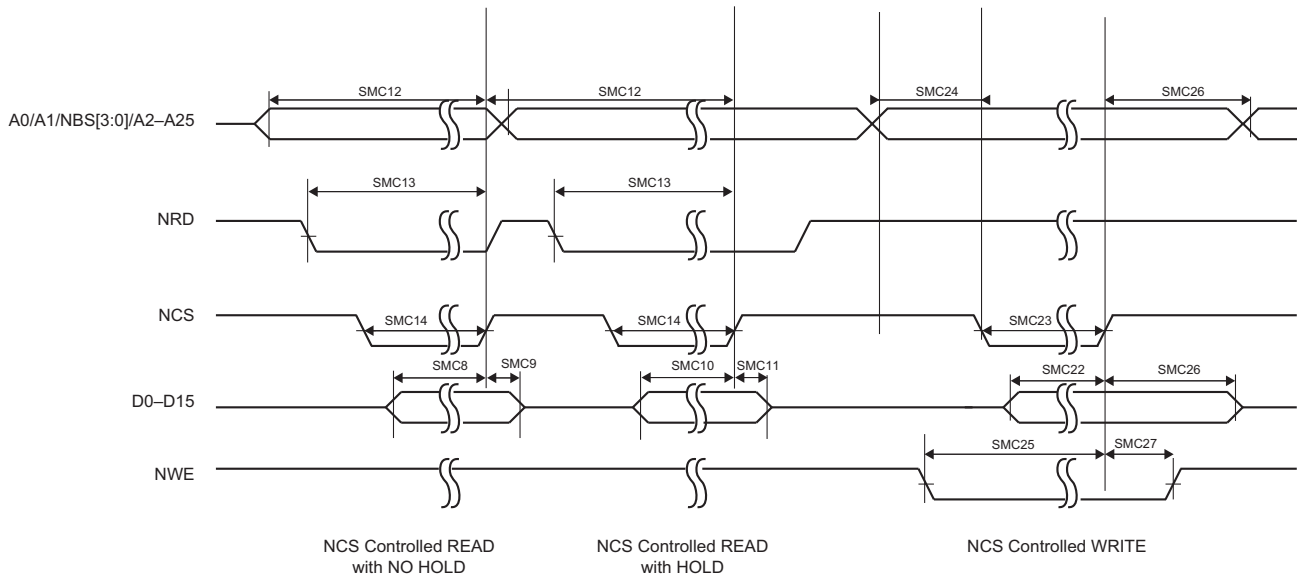 SMC12
SMC12
SMC24
SMC26
A0/A1/NBS[3:0]/A2–A25
SMC13
SMC13
NRD
NCS
SMC14
SMC14
SMC23
SMC8
SMC9
SMC10
SMC11
SMC22
SMC26
D0–D15
SMC25
SMC27
NWE
NCS Controlled READ
with NO HOLD
NCS Controlled READ
with HOLD
NCS Controlled WRITE